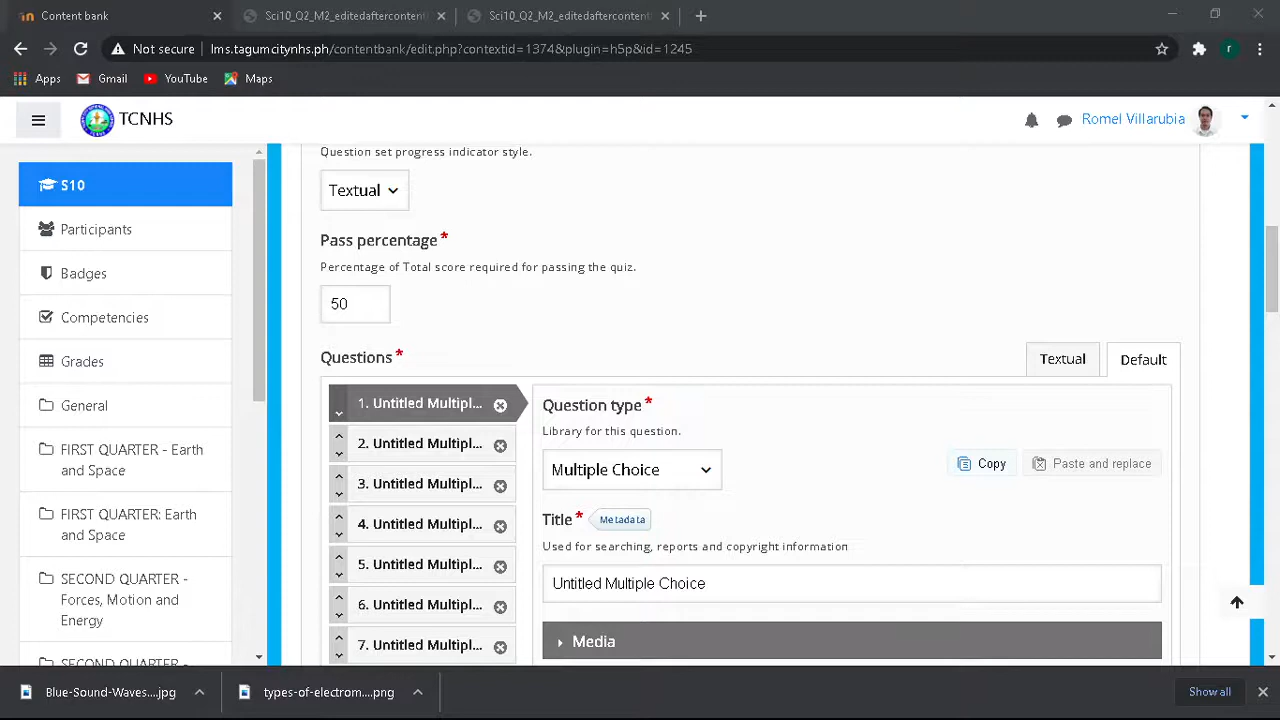 Content bank
Sci10_Q2_M2_editedaftercontent
Sci10_Q2_M2_editedaftercontent
Not secure
lms.tagumcitynhs.ph/contentbank/edit.php?contextid=1374&plugin=h5p&id=1245
r
Apps
Gmail
YouTube
Maps
TCNHS
Romel Villarubia
S10
Participants
Badges
Competencies
Grades
General
FIRST QUARTER - Earth
and Space
FIRST QUARTER: Earth
and Space
SECOND QUARTER -
Forces, Motion and
Energy
SECOND QUARTER -
Question set progress indicator style.
Textual
Pass percentage *
Percentage of Total score required for passing the quiz.
50
Questions *
Textual
Default
1. Untitled Multipl...
2. Untitled Multipl...
3. Untitled Multipl...
4. Untitled Multipl...
5. Untitled Multipl...
6. Untitled Multipl...
7. Untitled Multipl...
Question type *
Library for this question.
Multiple Choice
Copy
Paste and replace
Title *
Metadata
Used for searching, reports and copyright information
Untitled Multiple Choice
Media
Blue-Sound-Waves....jpg
types-of-electrom....png
Show all